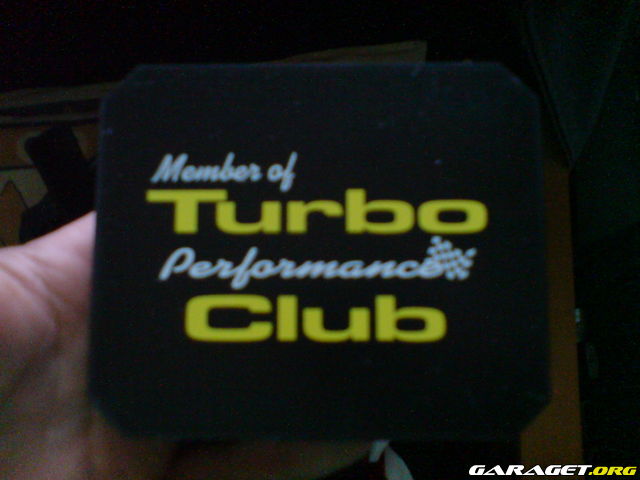 Member of
Turbo
Performance
Club
GARAGET.ORG